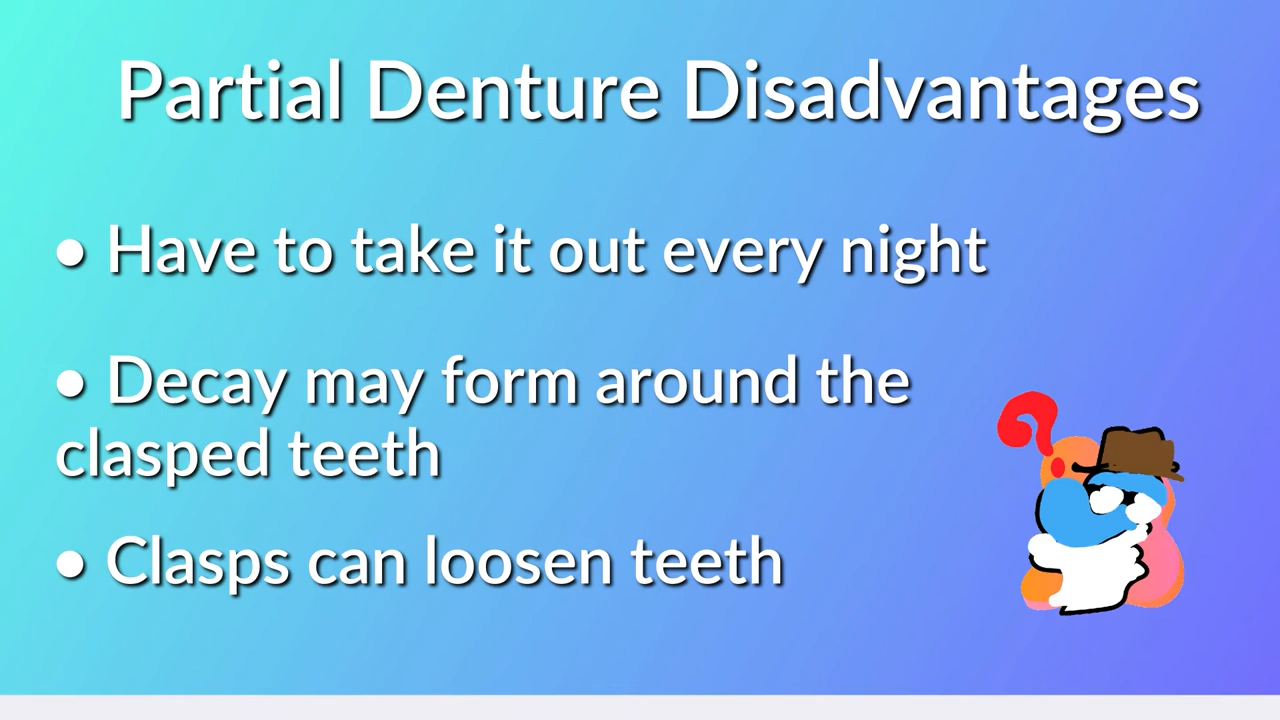 Partial Denture Disadvantages
• Have to take it out every night
• Decay may form around the
clasped teeth
• Clasps can loosen teeth